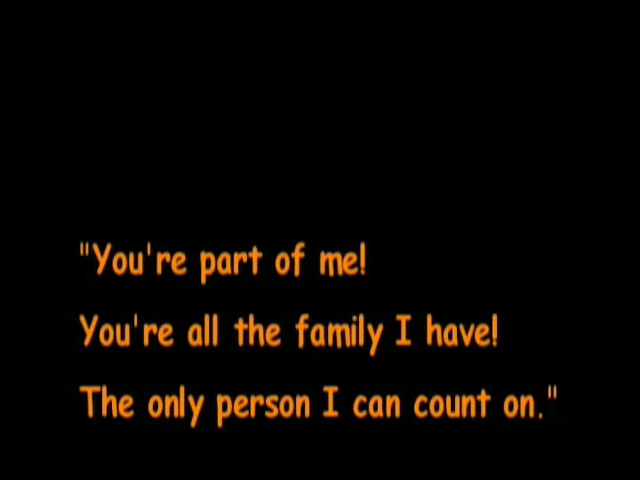 "You're part of me!
You're all the family I have!
The only person I can count on."